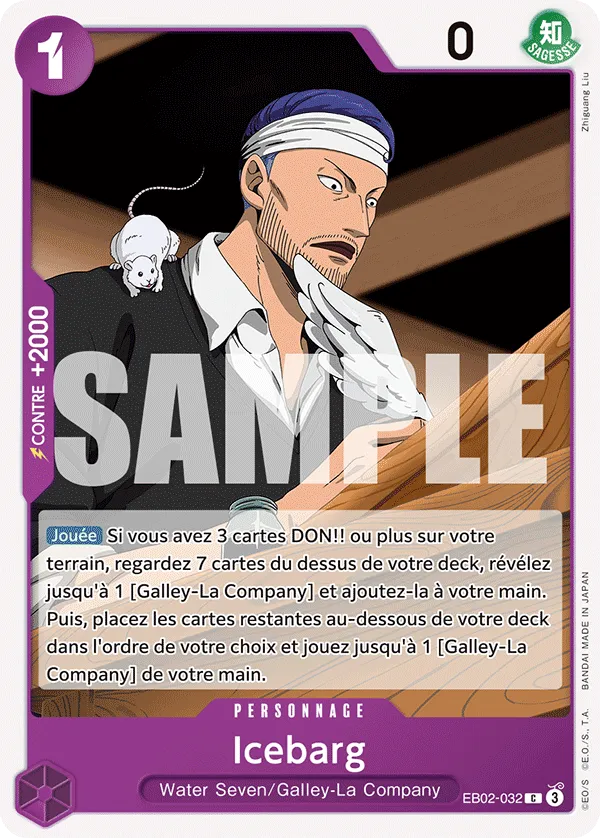 1
0
知
SAGESSE
Zhiguang Liu
CONTRE +2000
SAMPLE
Jouée Si vous avez 3 cartes DON!! ou plus sur votre
terrain, regardez 7 cartes du dessus de votre deck, révélez
jusqu'à 1 [Galley-La Company] et ajoutez-la à votre main.
Puis, placez les cartes restantes au-dessous de votre deck
dans l'ordre de votre choix et jouez jusqu'à 1 [Galley-La
Company] de votre main.
PERSONNAGE
Icebarg
Water Seven/Galley-La Company
EB02-032 C 3
©EO/S ©E.O./S., T.A. BANDAI MADE IN JAPAN